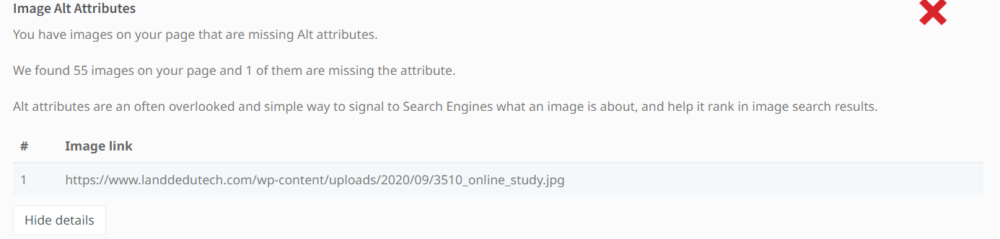 Image Alt Attributes
You have images on your page that are missing Alt attributes.
We found 55 images on your page and 1 of them are missing the attribute.
Alt attributes are an often overlooked and simple way to signal to Search Engines what an image is about, and help it rank in image search results.
# Image link
1 https://www.landdedutech.com/wp-content/uploads/2020/09/3510_online_study.jpg
Hide details